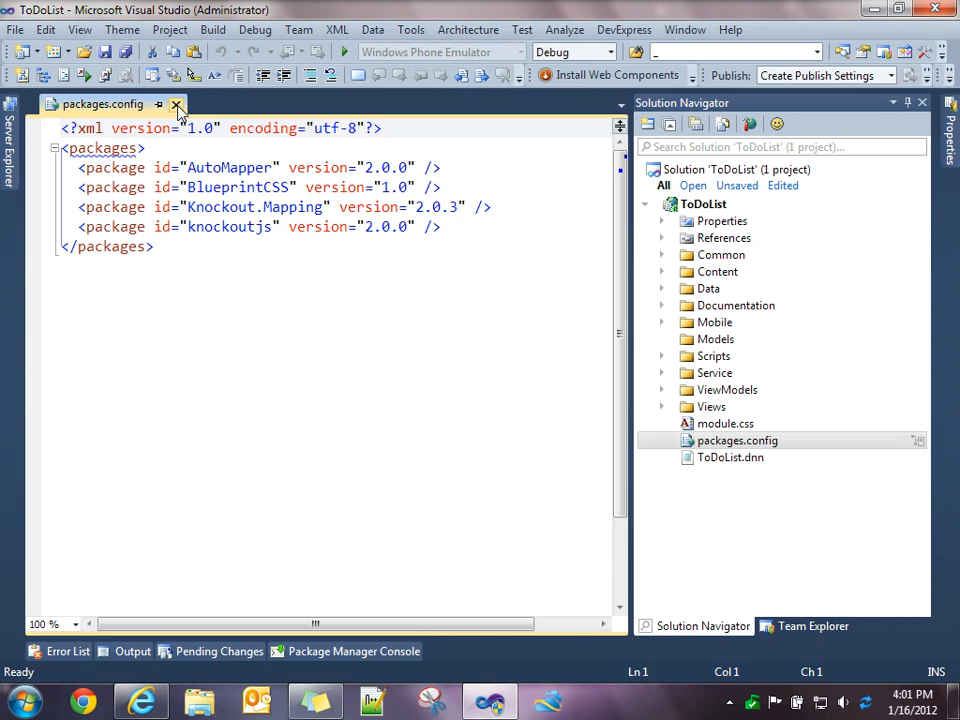 ToDoList - Microsoft Visual Studio (Administrator)
File Edit View Theme Project Build Debug Team XML Data Tools Architecture Test Analyze DevExpress Window Help
Windows Phone Emulator Debug _
Install Web Components Publish: Create Publish Settings
packages.config
Server Explorer
<?xml version="1.0" encoding="utf-8"?>
<packages>
<package id="AutoMapper" version="2.0.0" />
<package id="BlueprintCSS" version="1.0" />
<package id="Knockout.Mapping" version="2.0.3" />
<package id="knockoutjs" version="2.0.0" />
</packages>
100 %
Solution Navigator
Properties
Search Solution 'ToDoList' (1 project)...
Solution 'ToDoList' (1 project)
All Open Unsaved Edited
ToDoList
Properties
References
Common
Content
Data
Documentation
Mobile
Models
Scripts
Service
ViewModels
Views
module.css
packages.config
ToDoList.dnn
Solution Navigator Team Explorer
Error List Output Pending Changes Package Manager Console
Ready Ln 1 Col 1 Ch 1 INS
4:01 PM
1/16/2012